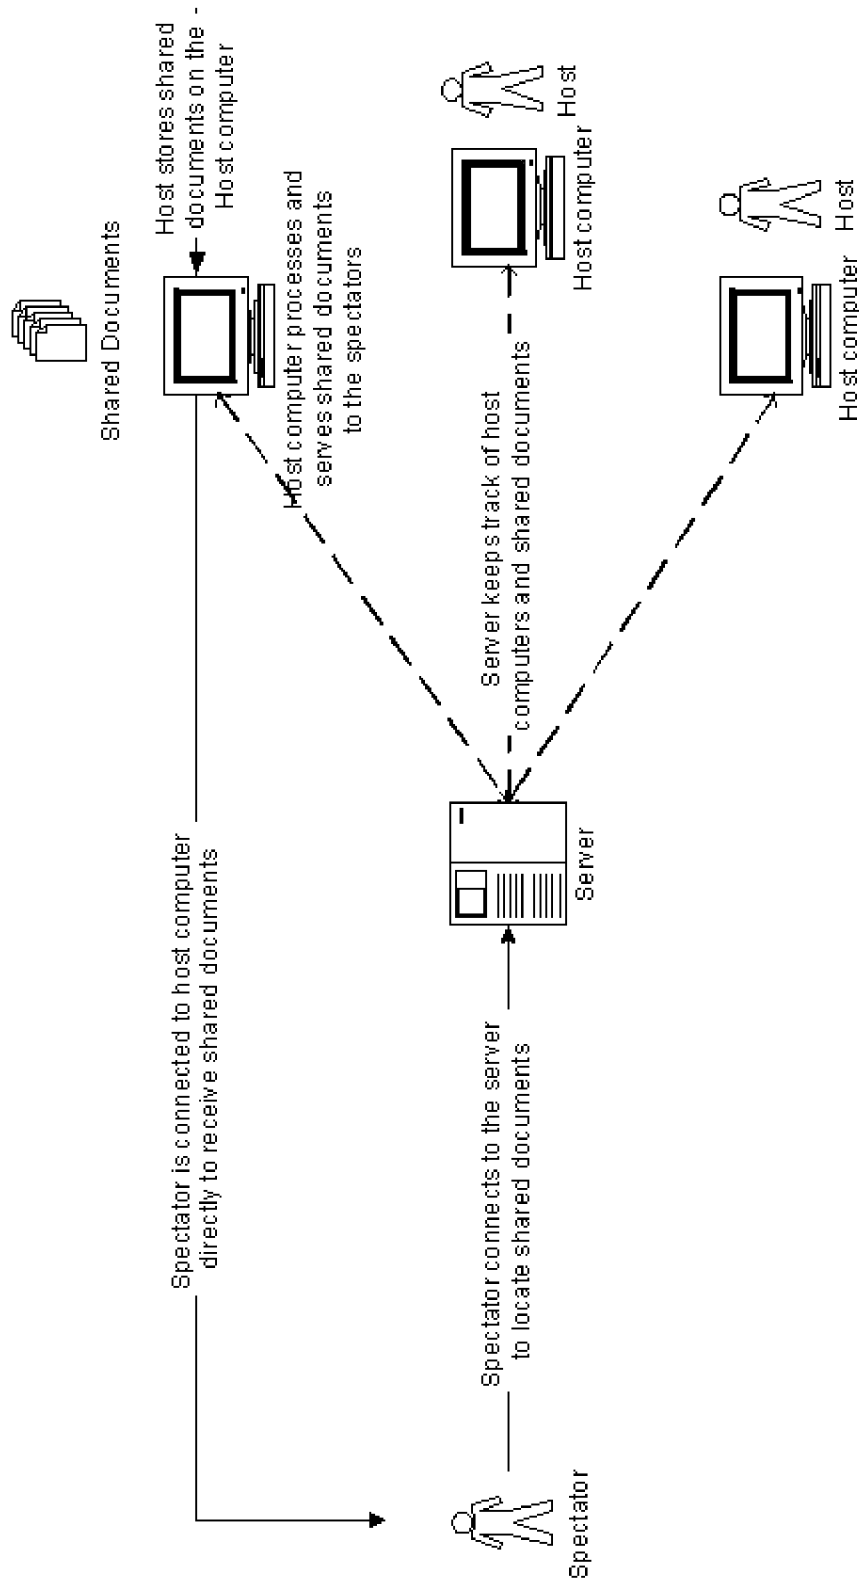 Shared Documents
Host stores shared
documents on the -
Host computer
Spectator is connected to host computer
directly to receive shared documents
Host computer processes and
serves shared documents
to the spectators
Spectator connects to the server
to locate shared documents
Server keeps track of host
computers and shared documents
Host computer
Host
Spectator
Server
Host computer
Host